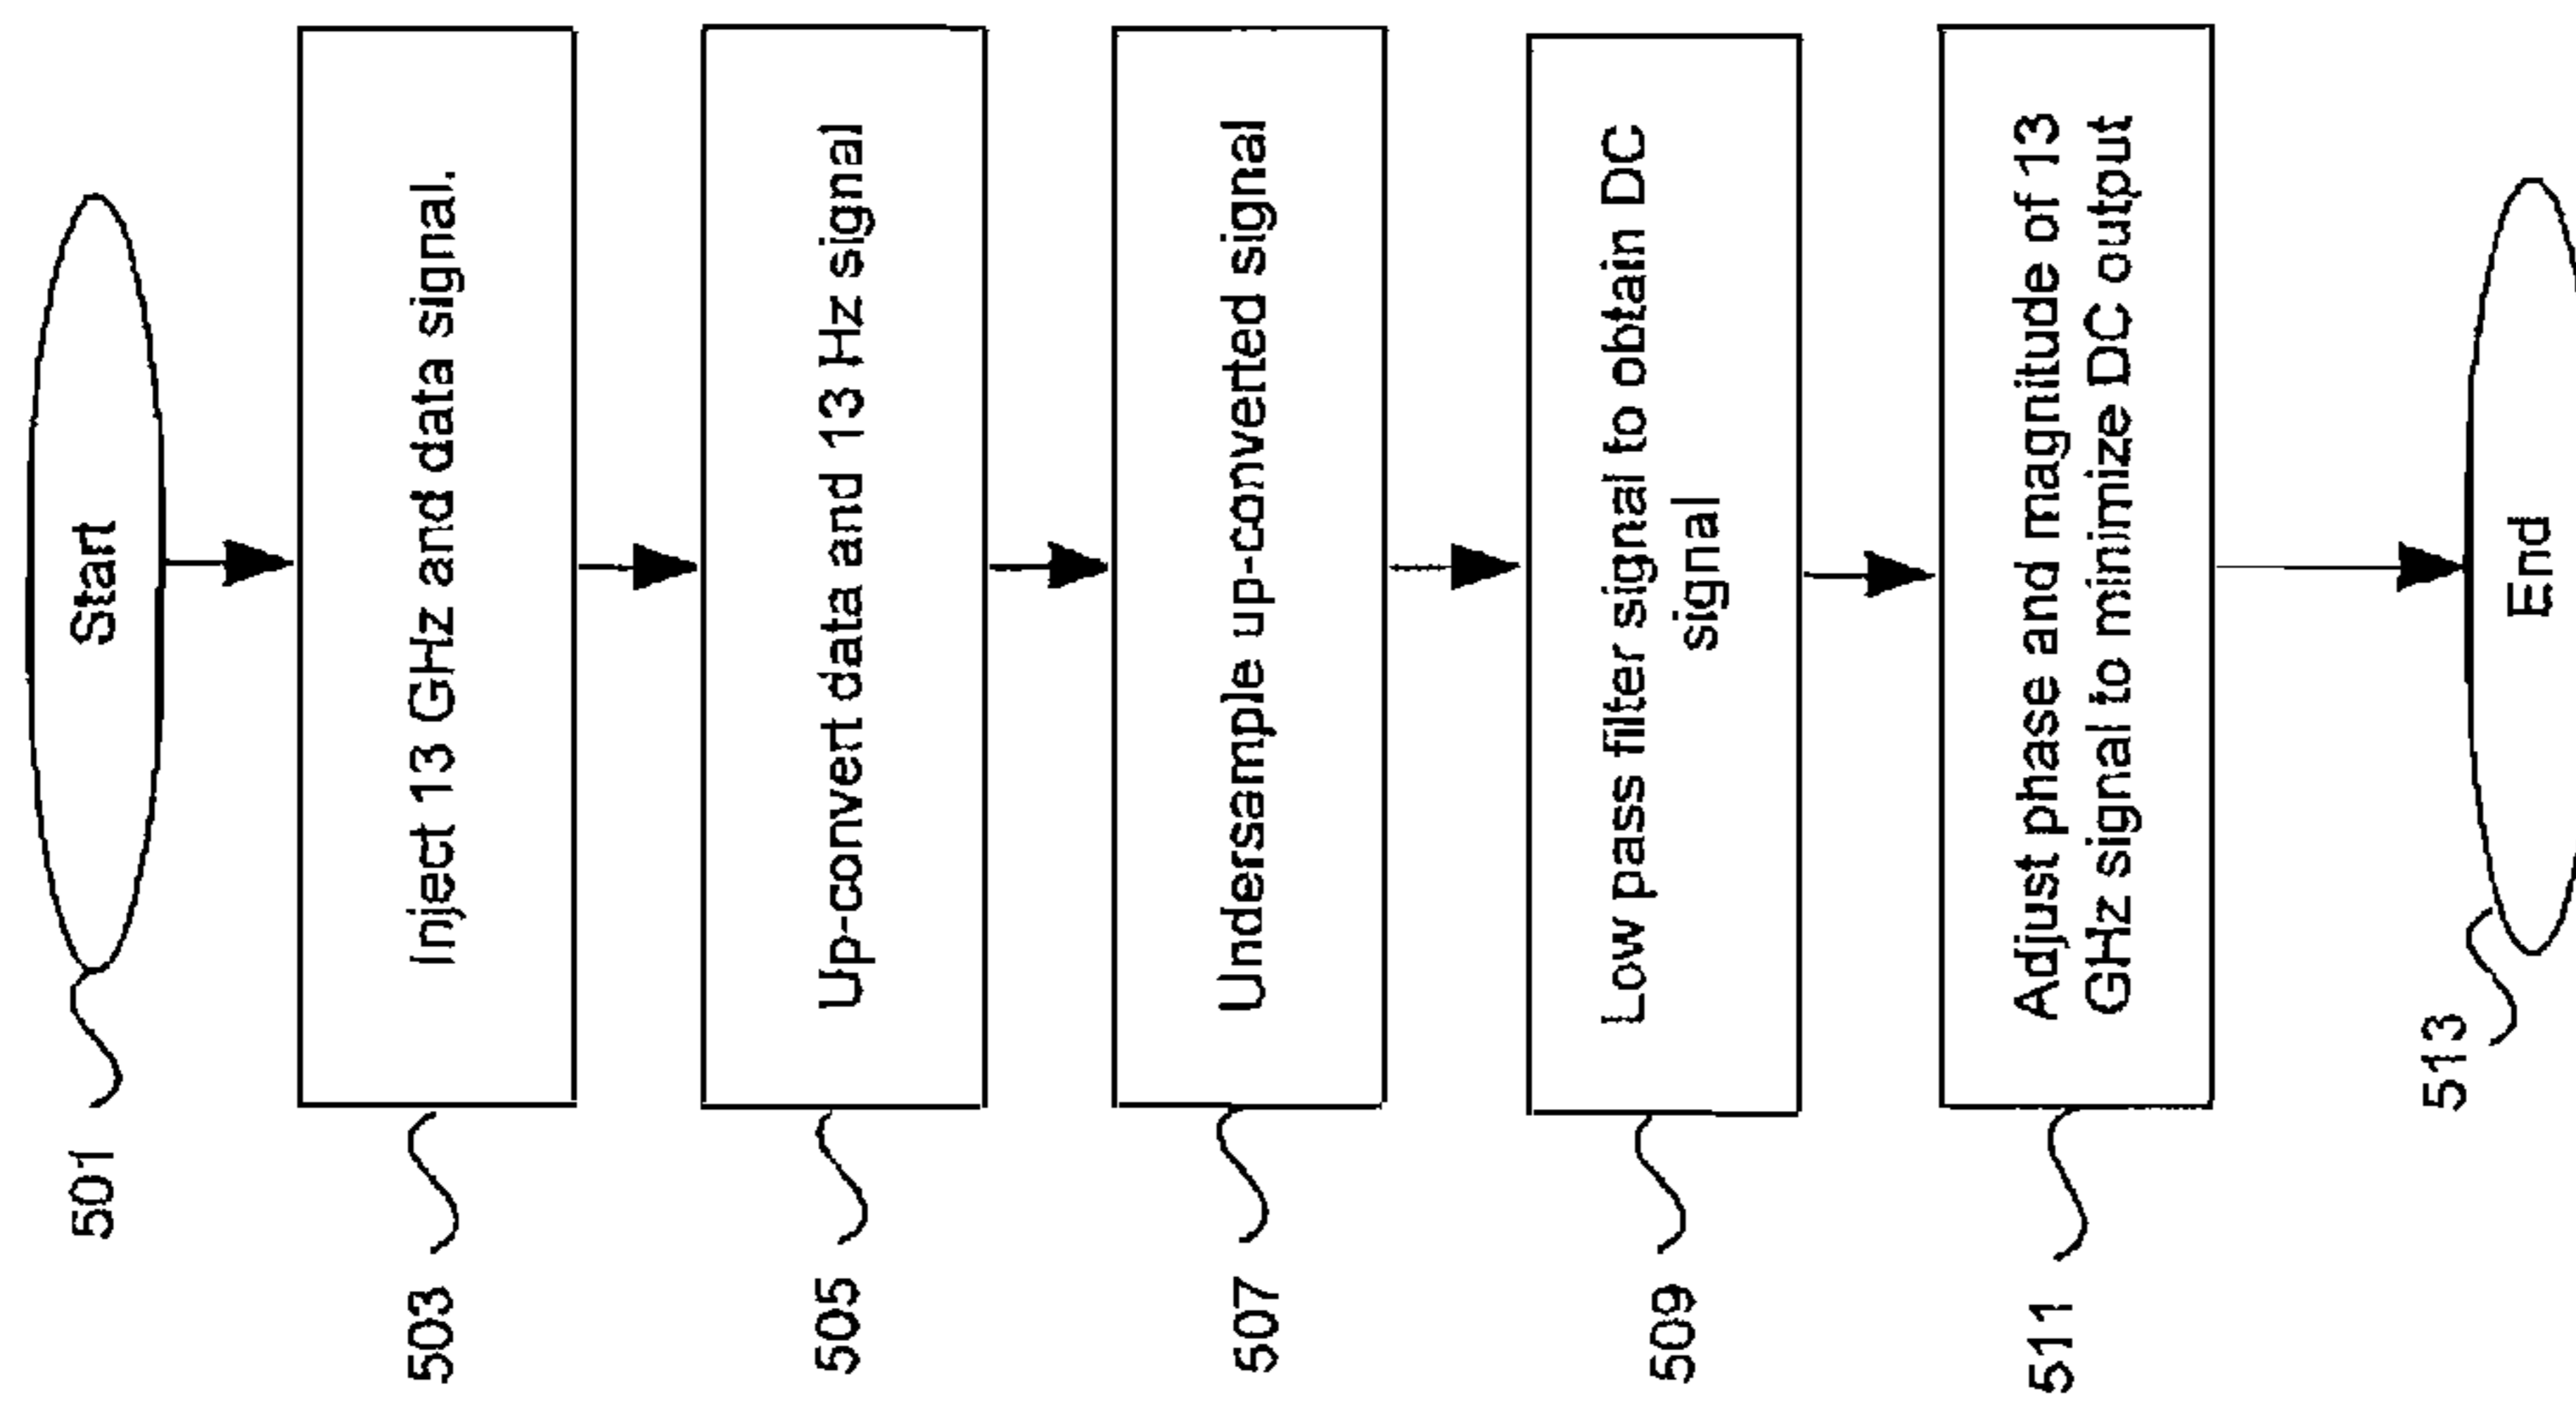 Start
501
Inject 13 GHz and data signal.
503
Up-convert data and 13 Hz signal
505
Undersample up-converted signal
507
Low pass filter signal to obtain DC
signal
509
Adjust phase and magnitude of 13
GHz signal to minimize DC output
511
End
513